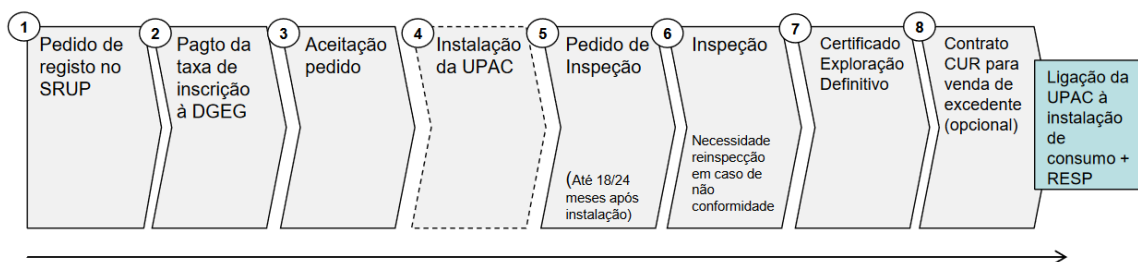 1
Pedido de
registo no
SRUP
2
Pagto da
taxa de
inscrição
à DGEG
3
Aceitação
pedido
4
Instalação
da UPAC
5
Pedido de
Inspeção
(Até 18/24
meses após
instalação)
6
Inspeção
Necessidade
reinspecção
em caso de
não
conformidade
7
Certificado
Exploração
Definitivo
8
Contrato
CUR para
venda de
excedente
(opcional)
Ligação da
UPAC à
instalação
de
consumo +
RESP